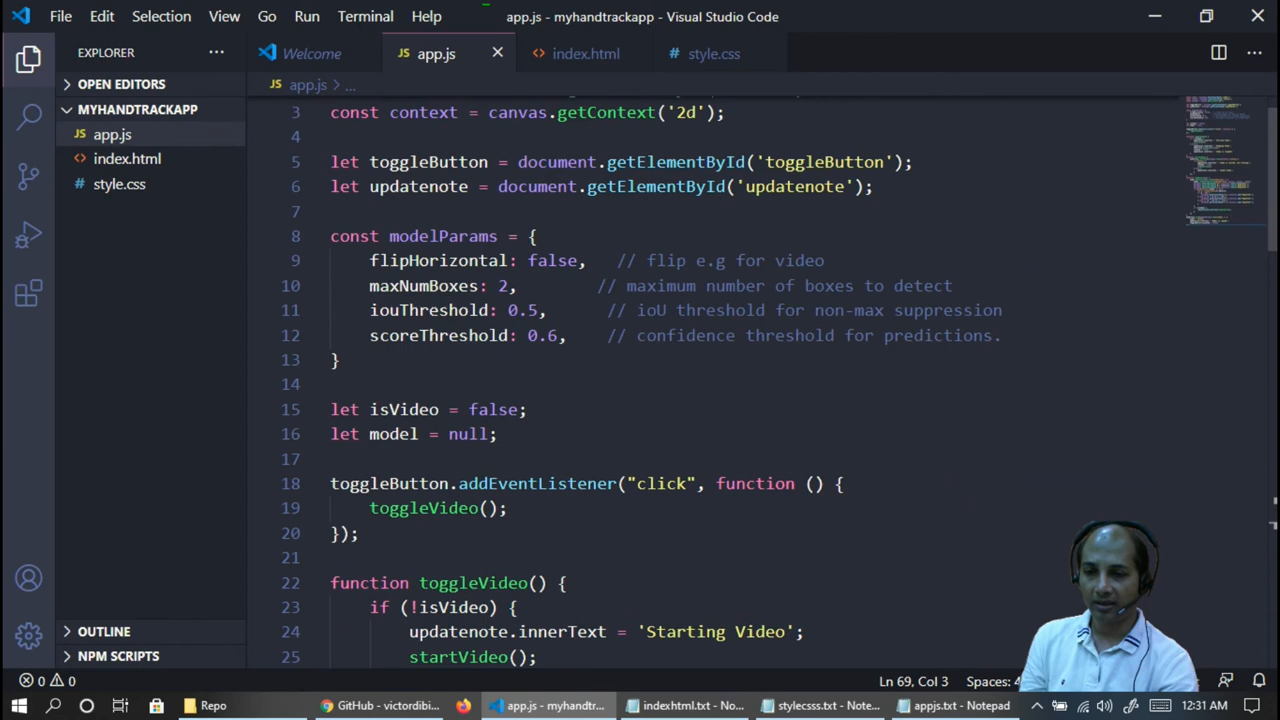 File Edit Selection View Go Run Terminal Help app.js - myhandtrackapp - Visual Studio Code
EXPLORER
Welcome
JS app.js
<> index.html
# style.css
OPEN EDITORS
MYHANDTRACKAPP
JS app.js
<> index.html
# style.css
OUTLINE
NPM SCRIPTS
JS app.js > ...
3 const context = canvas.getContext('2d');
4
5 let toggleButton = document.getElementById('toggleButton');
6 let updatenote = document.getElementById('updatenote');
7
8 const modelParams = {
9 flipHorizontal: false, // flip e.g for video
10 maxNumBoxes: 2, // maximum number of boxes to detect
11 iouThreshold: 0.5, // ioU threshold for non-max suppression
12 scoreThreshold: 0.6, // confidence threshold for predictions.
13 }
14
15 let isVideo = false;
16 let model = null;
17
18 toggleButton.addEventListener("click", function () {
19 toggleVideo();
20 });
21
22 function toggleVideo() {
23 if (!isVideo) {
24 updatenote.innerText = 'Starting Video';
25 startVideo();
0 0 Ln 69, Col 3 Spaces: 4
Repo GitHub - victordibi... app.js - myhandtra... indexhtml.txt - No... stylecsss.txt - Note... appjs.txt - Notepad 12:31 AM